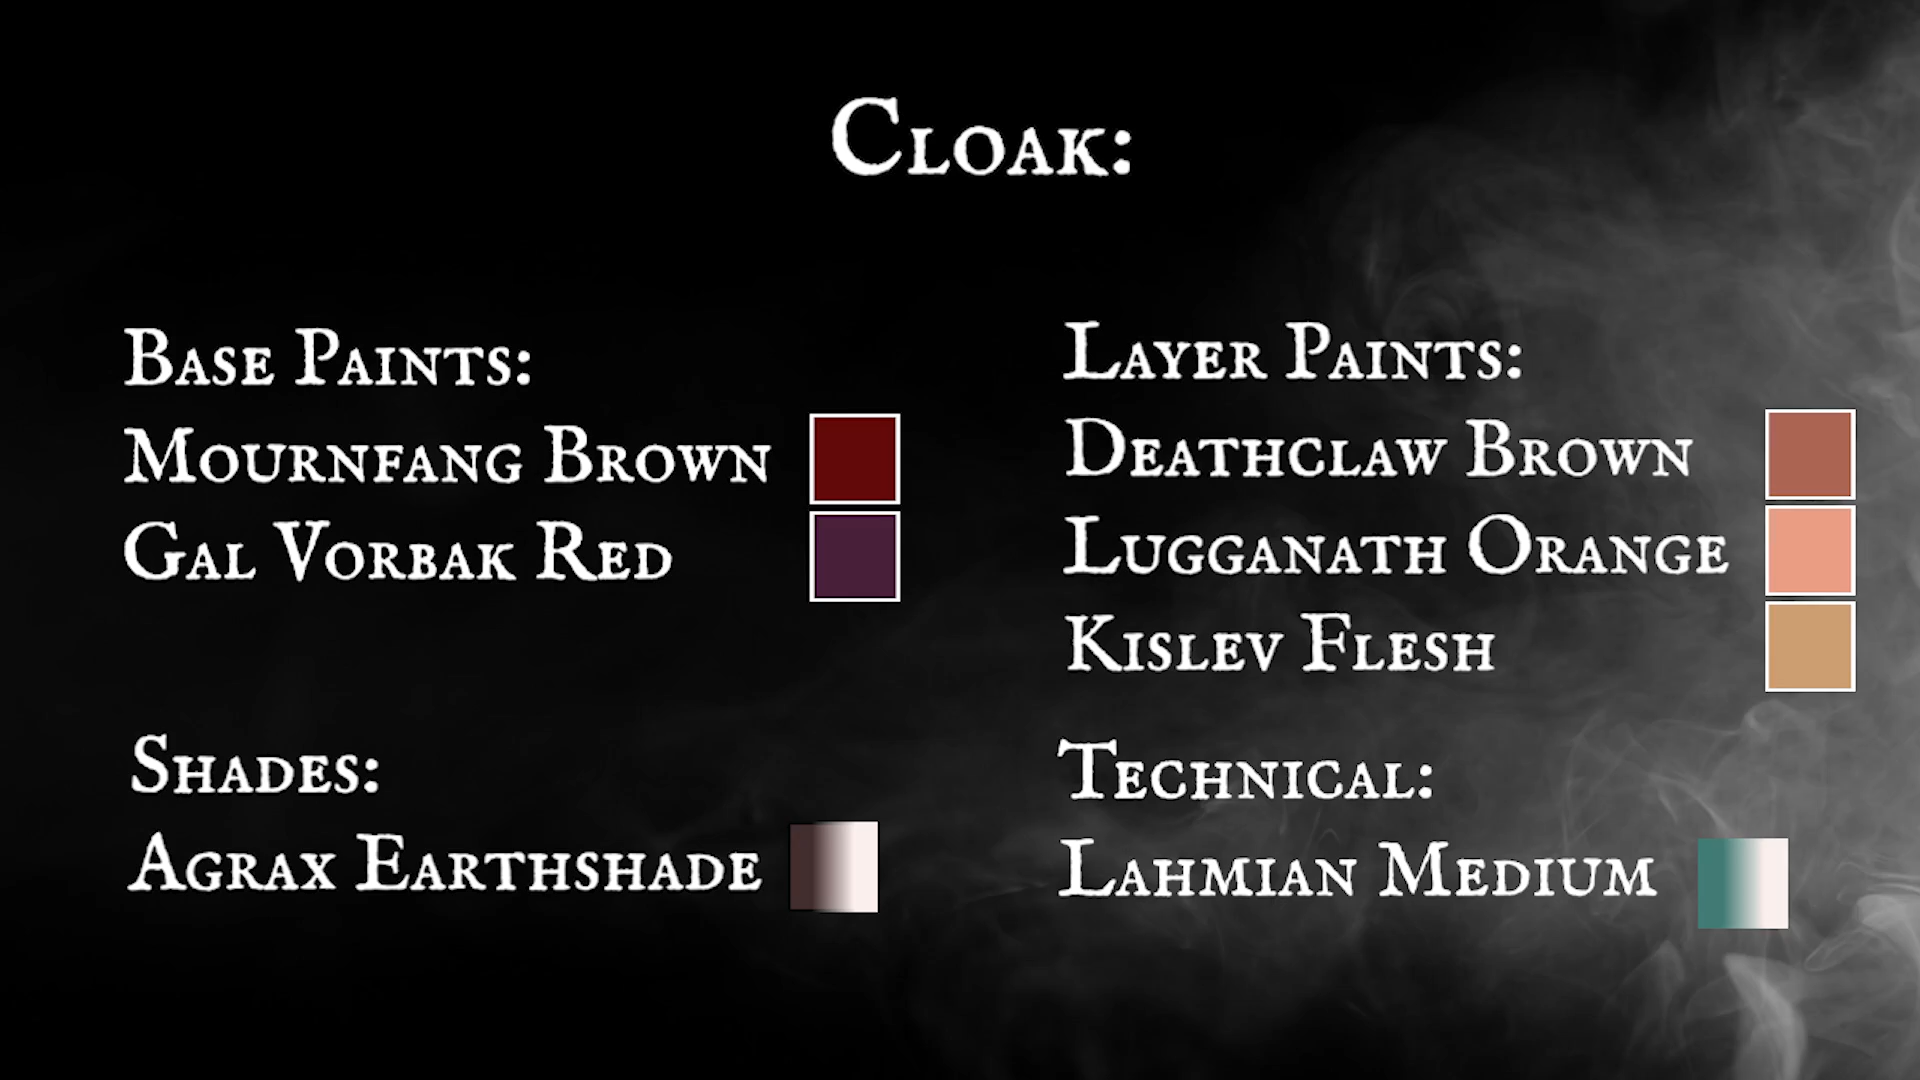 Cloak:
Base Paints:
Mournfang Brown
Gal Vorbak Red
Layer Paints:
Deathclaw Brown
Lugganath Orange
Kislev Flesh
Shades:
Agrax Earthshade
Technical:
Lahmian Medium